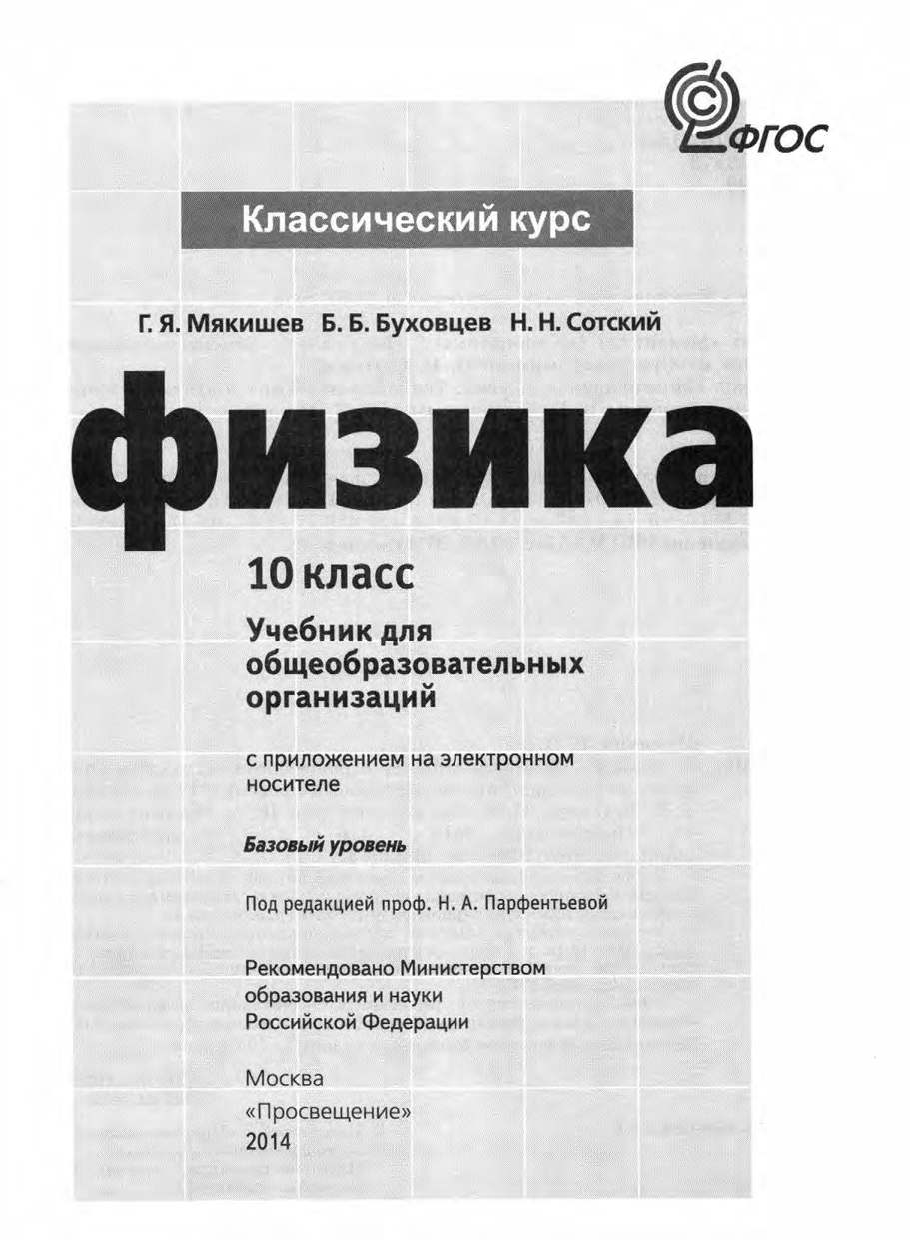 С
ФГОС
Классический курс
Г. Я. Мякишев Б. Б. Буховцев Н. Н. Сотский
физика
10 класс
Учебник для
общеобразовательных
организаций
с приложением на электронном
носителе
Базовый уровень
Под редакцией проф. Н. А. Парфентьевой
Рекомендовано Министерством
образования и науки
Российской Федерации
Москва
«Просвещение»
2014